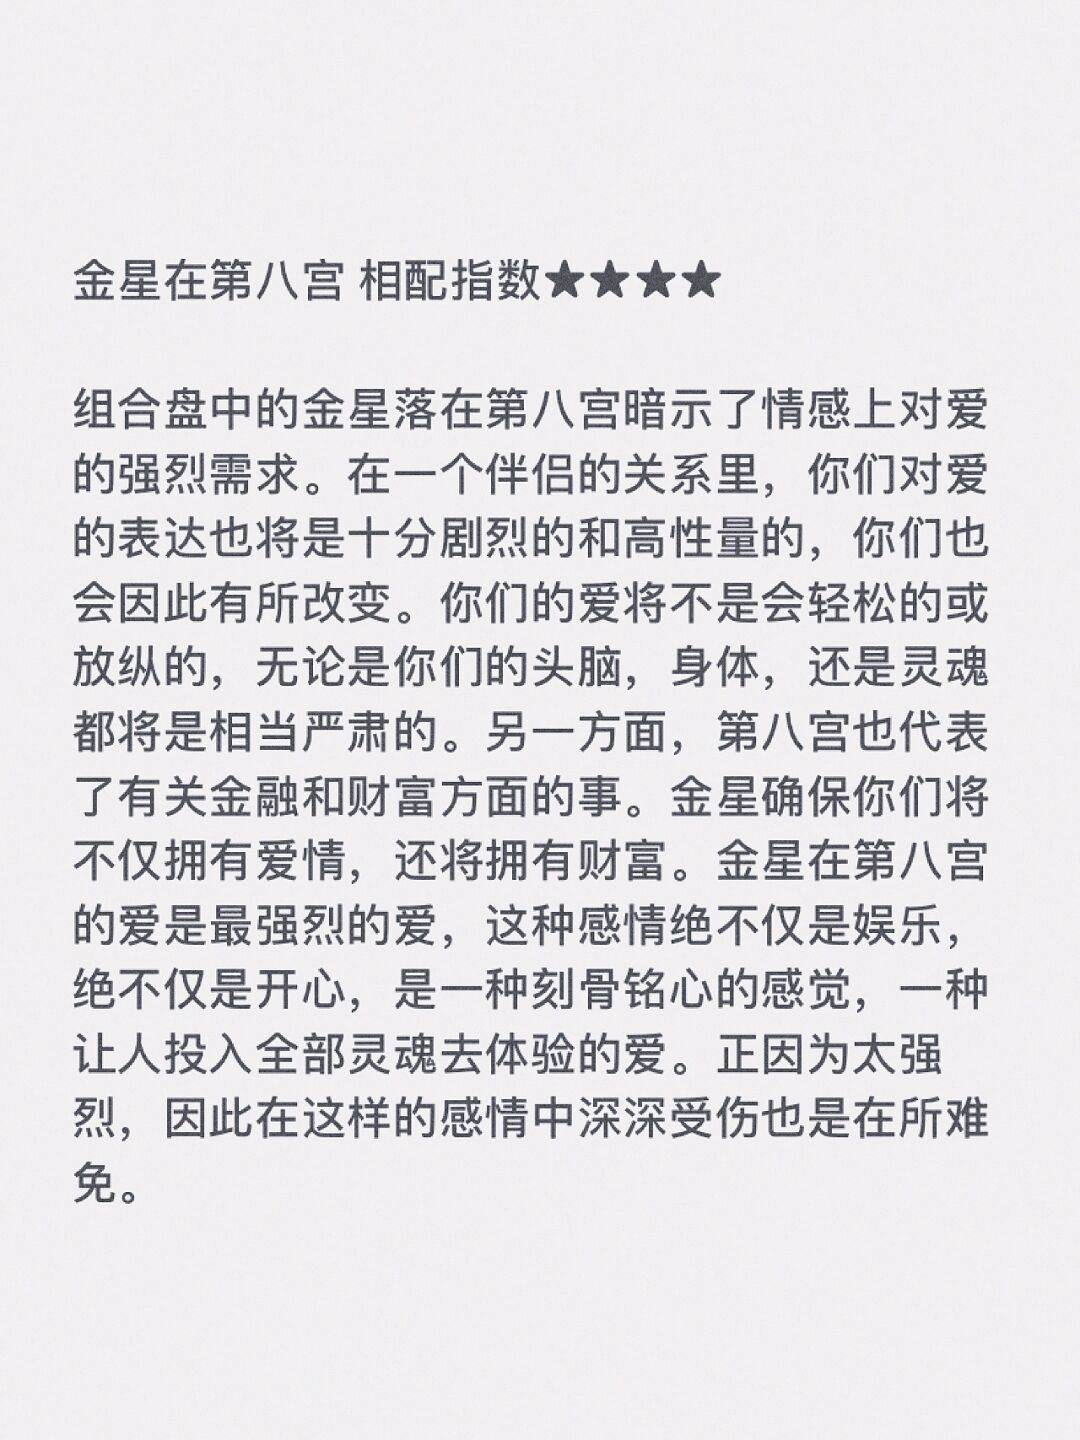 金星在第八宫 相配指数★★★★
组合盘中的金星落在第八宫暗示了情感上对爱
的强烈需求。在一个伴侣的关系里，你们对爱
的表达也将是十分剧烈的和高性量的，你们也
会因此有所改变。你们的爱将不是会轻松的或
放纵的，无论是你们的头脑，身体，还是灵魂
都将是相当严肃的。另一方面，第八宫也代表
了有关金融和财富方面的事。金星确保你们将
不仅拥有爱情，还将拥有财富。金星在第八宫
的爱是最强烈的爱，这种感情绝不仅是娱乐，
绝不仅是开心，是一种刻骨铭心的感觉，一种
让人投入全部灵魂去体验的爱。正因为太强
烈，因此在这样的感情中深深受伤也是在所难
免。